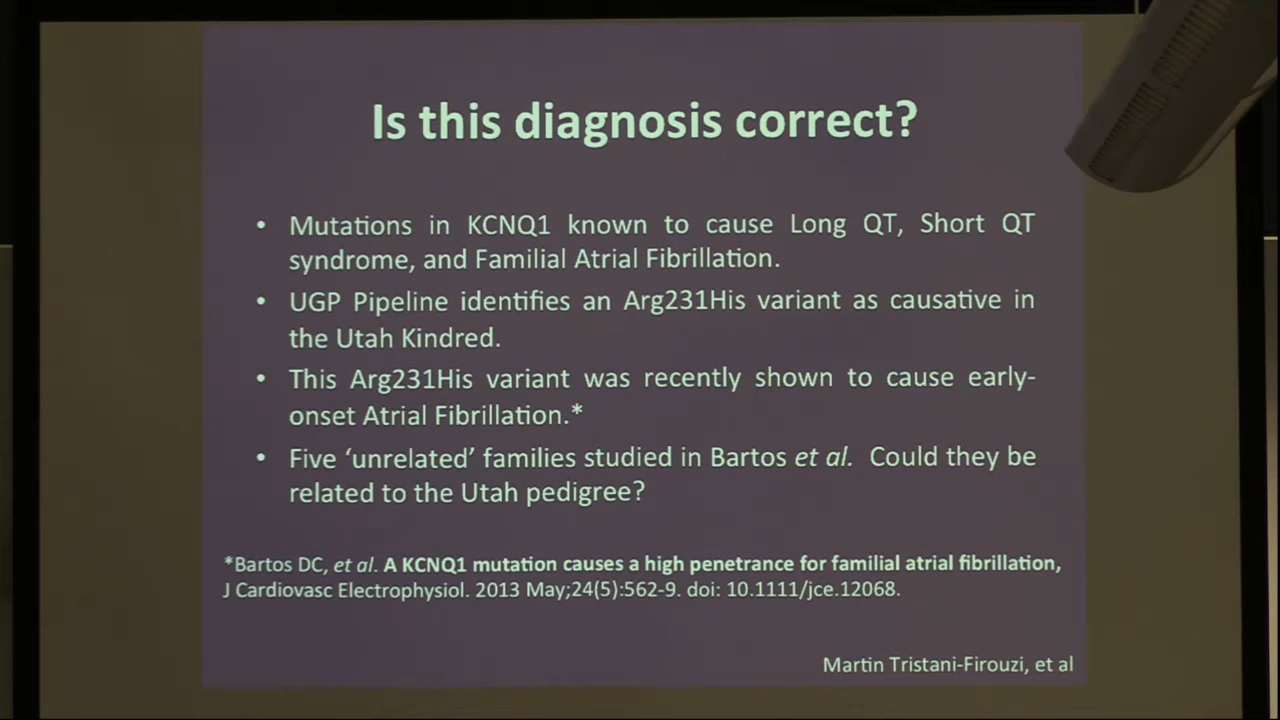 Is this diagnosis correct?
• Mutations in KCNQ1 known to cause Long QT, Short QT
syndrome, and Familial Atrial Fibrillation.
• UGP Pipeline identifies an Arg231His variant as causative in
the Utah Kindred.
• This Arg231His variant was recently shown to cause early-
onset Atrial Fibrillation.*
• Five ‘unrelated’ families studied in Bartos et al. Could they be
related to the Utah pedigree?
*Bartos DC, et al. A KCNQ1 mutation causes a high penetrance for familial atrial fibrillation,
J Cardiovasc Electrophysiol. 2013 May;24(5):562-9. doi: 10.1111/jce.12068.
Martin Tristani-Firouzi, et al